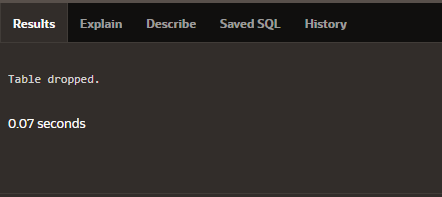 Results Explain Describe Saved SQL History
Table dropped.
0.07 seconds